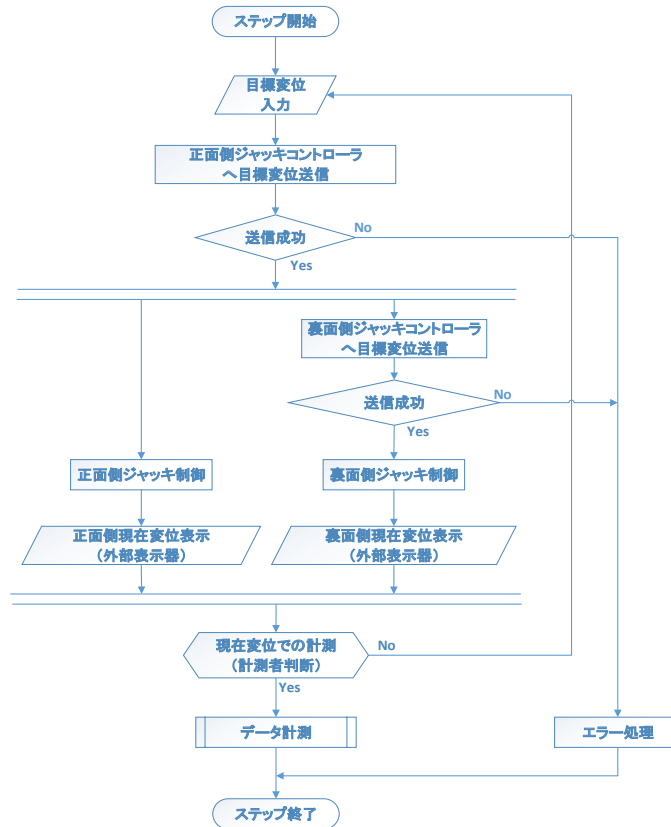 ステップ開始
目標変位
入力
正面側ジャッキコントローラ
へ目標変位送信
送信成功
No
Yes
裏面側ジャッキコントローラ
へ目標変位送信
送信成功
No
Yes
正面側ジャッキ制御
裏面側ジャッキ制御
正面側現在変位表示
（外部表示器）
裏面側現在変位表示
（外部表示器）
現在変位での計測
（計測者判断）
No
Yes
データ計測
エラー処理
ステップ終了